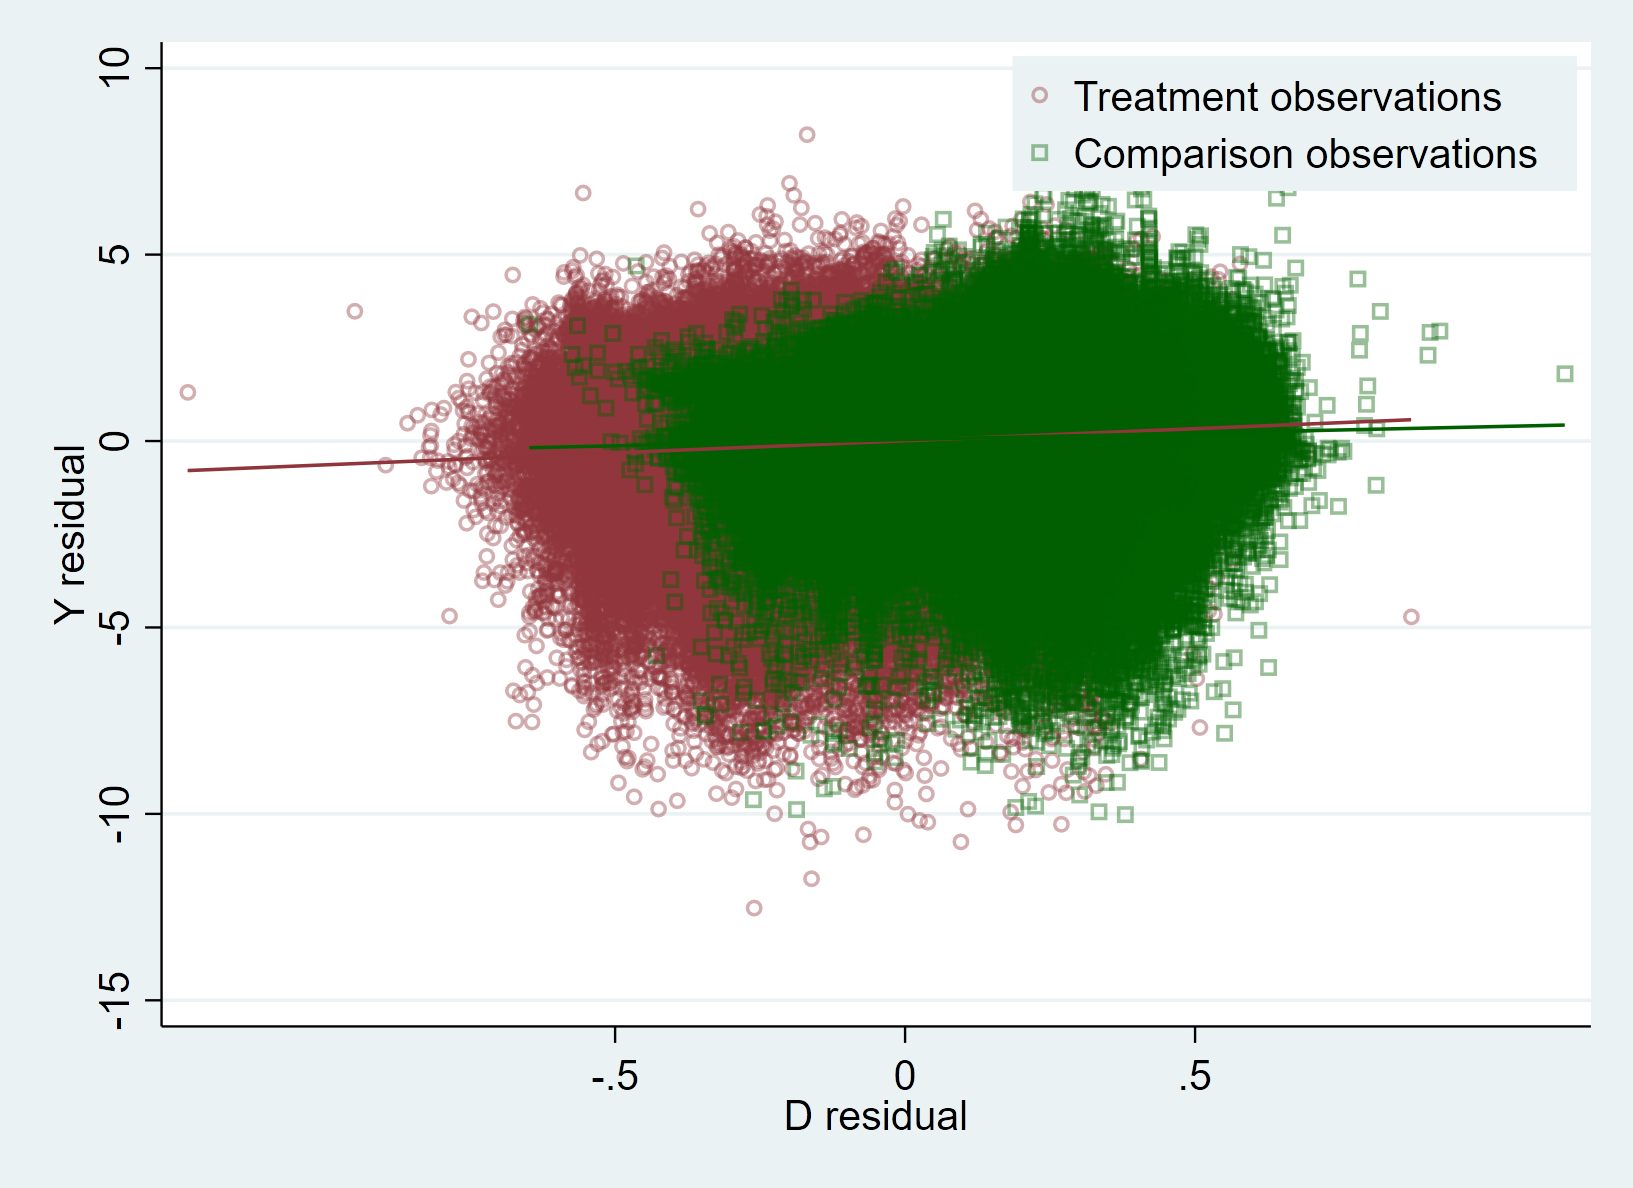 Treatment observations
Comparison observations
10
5
0
-5
-10
-15
Y residual
-.5 0 .5
D residual